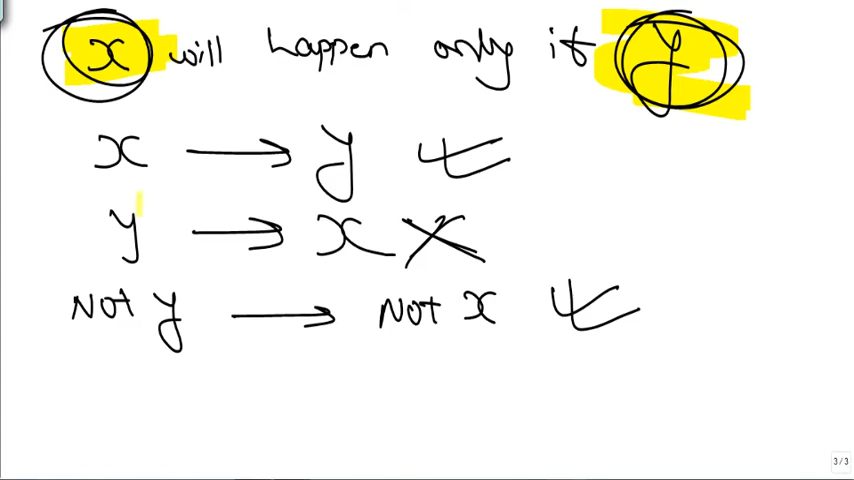 x will happen only if y
x → y ✓
y → x ✗
Not y → Not x ✓
3/3